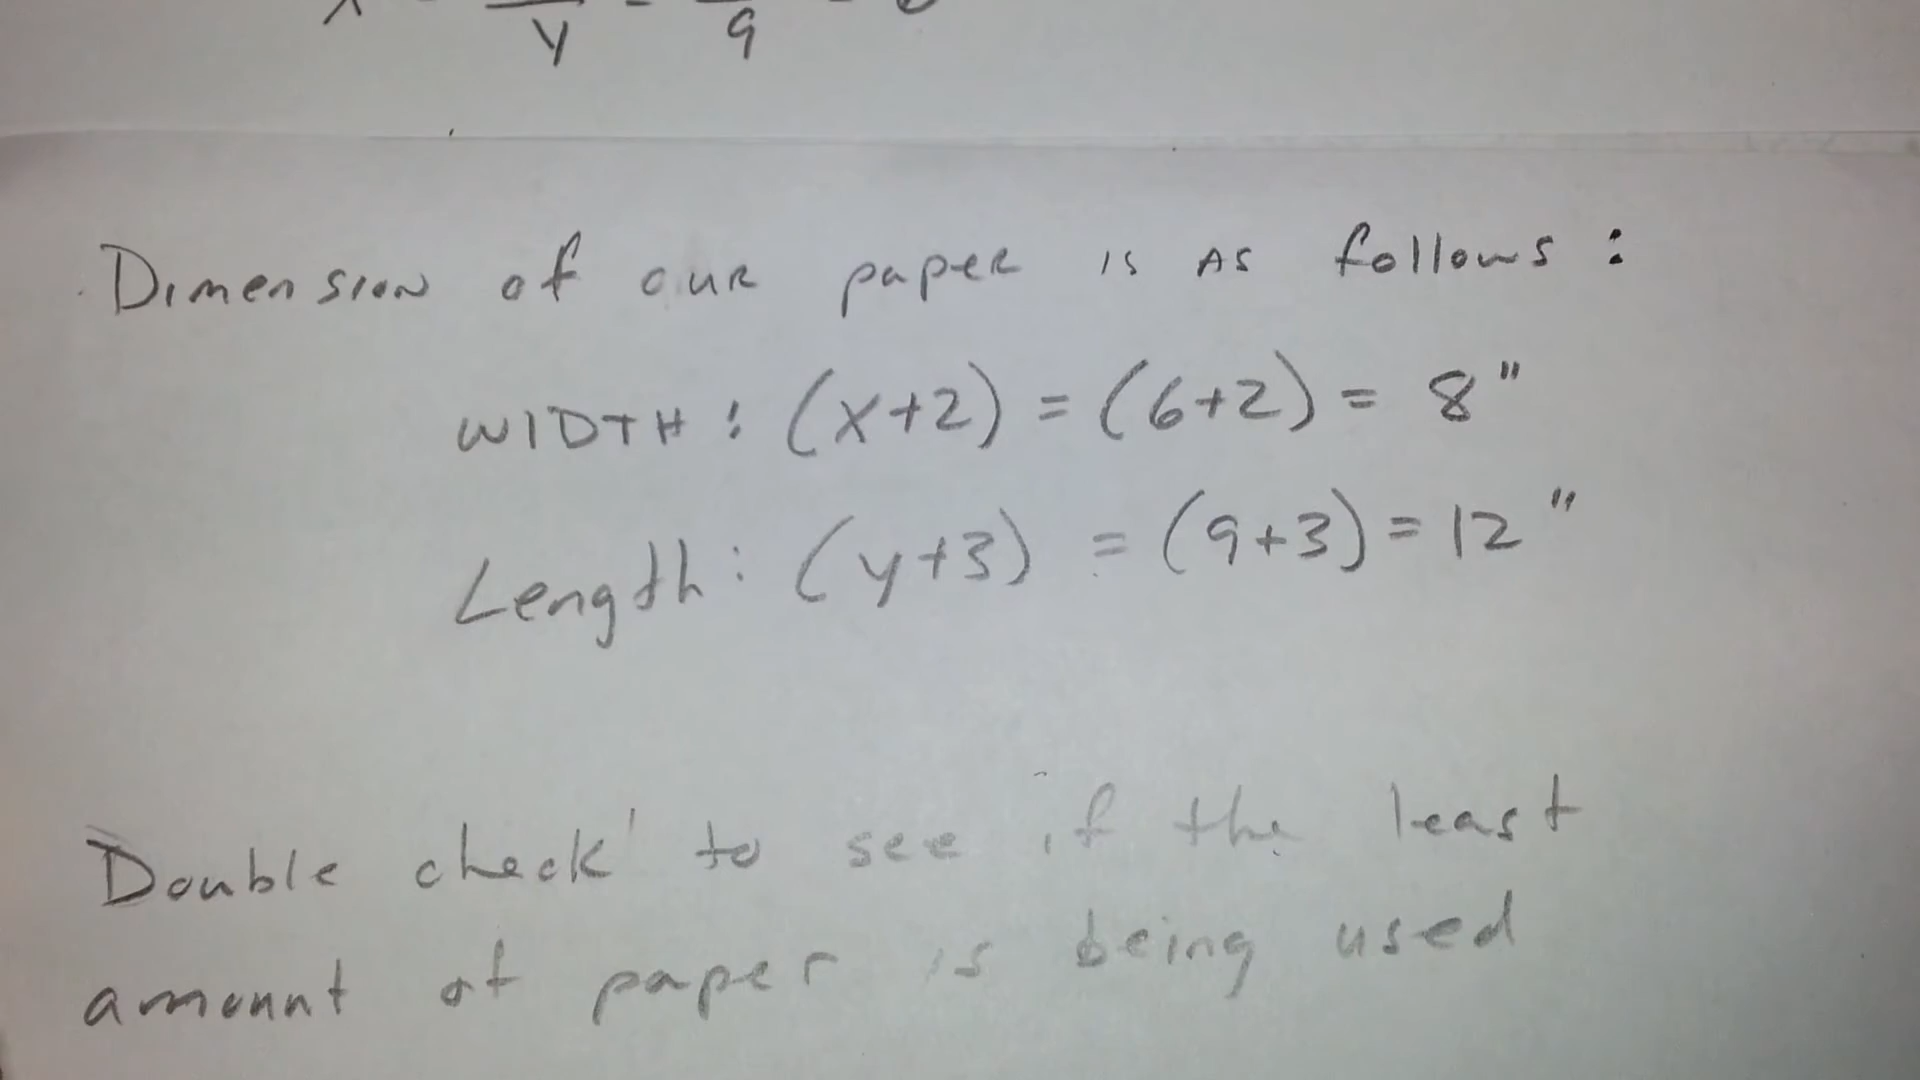 y 9
Dimension of our paper is As follows:
WIDTH: (x+2) = (6+2) = 8"
Length: (y+3) = (9+3) = 12"
Double check to see if the least
amount of paper is being used